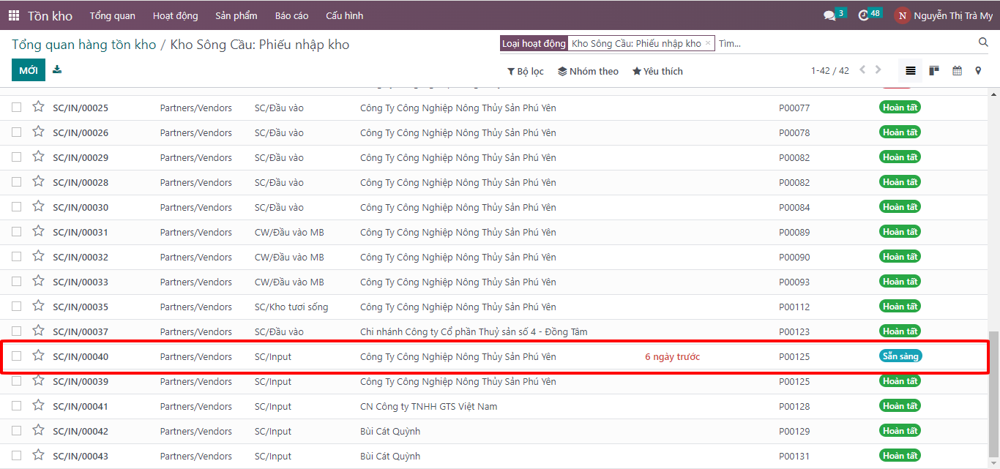 Tồn kho Tổng quan Hoạt động Sản phẩm Báo cáo Cấu hình 3 48 N Nguyễn Thị Trà My
Tổng quan hàng tồn kho / Kho Sông Cầu: Phiếu nhập kho Loại hoạt động Kho Sông Cầu: Phiếu nhập kho × Tìm...
MỚI Bộ lọc Nhóm theo Yêu thích 1-42 / 42
SC/IN/00025 Partners/Vendors SC/Đầu vào Công Ty Công Nghiệp Nông Thủy Sản Phú Yên P00077 Hoàn tất
SC/IN/00026 Partners/Vendors SC/Đầu vào Công Ty Công Nghiệp Nông Thủy Sản Phú Yên P00078 Hoàn tất
SC/IN/00029 Partners/Vendors SC/Đầu vào Công Ty Công Nghiệp Nông Thủy Sản Phú Yên P00082 Hoàn tất
SC/IN/00028 Partners/Vendors SC/Đầu vào Công Ty Công Nghiệp Nông Thủy Sản Phú Yên P00082 Hoàn tất
SC/IN/00030 Partners/Vendors SC/Đầu vào Công Ty Công Nghiệp Nông Thủy Sản Phú Yên P00084 Hoàn tất
SC/IN/00031 Partners/Vendors CW/Đầu vào MB Công Ty Công Nghiệp Nông Thủy Sản Phú Yên P00089 Hoàn tất
SC/IN/00032 Partners/Vendors CW/Đầu vào MB Công Ty Công Nghiệp Nông Thủy Sản Phú Yên P00090 Hoàn tất
SC/IN/00033 Partners/Vendors CW/Đầu vào MB Công Ty Công Nghiệp Nông Thủy Sản Phú Yên P00093 Hoàn tất
SC/IN/00035 Partners/Vendors SC/Kho tươi sống Công Ty Công Nghiệp Nông Thủy Sản Phú Yên P00112 Hoàn tất
SC/IN/00037 Partners/Vendors SC/Đầu vào Chi nhánh Công ty Cổ phần Thuỷ sản số 4 - Đồng Tâm P00123 Hoàn tất
SC/IN/00040 Partners/Vendors SC/Input Công Ty Công Nghiệp Nông Thủy Sản Phú Yên 6 ngày trước P00125 Sẵn sàng
SC/IN/00039 Partners/Vendors SC/Input Công Ty Công Nghiệp Nông Thủy Sản Phú Yên P00125 Hoàn tất
SC/IN/00041 Partners/Vendors SC/Input CN Công ty TNHH GTS Việt Nam P00128 Hoàn tất
SC/IN/00042 Partners/Vendors SC/Input Bùi Cát Quỳnh P00129 Hoàn tất
SC/IN/00043 Partners/Vendors SC/Input Bùi Cát Quỳnh P00131 Hoàn tất